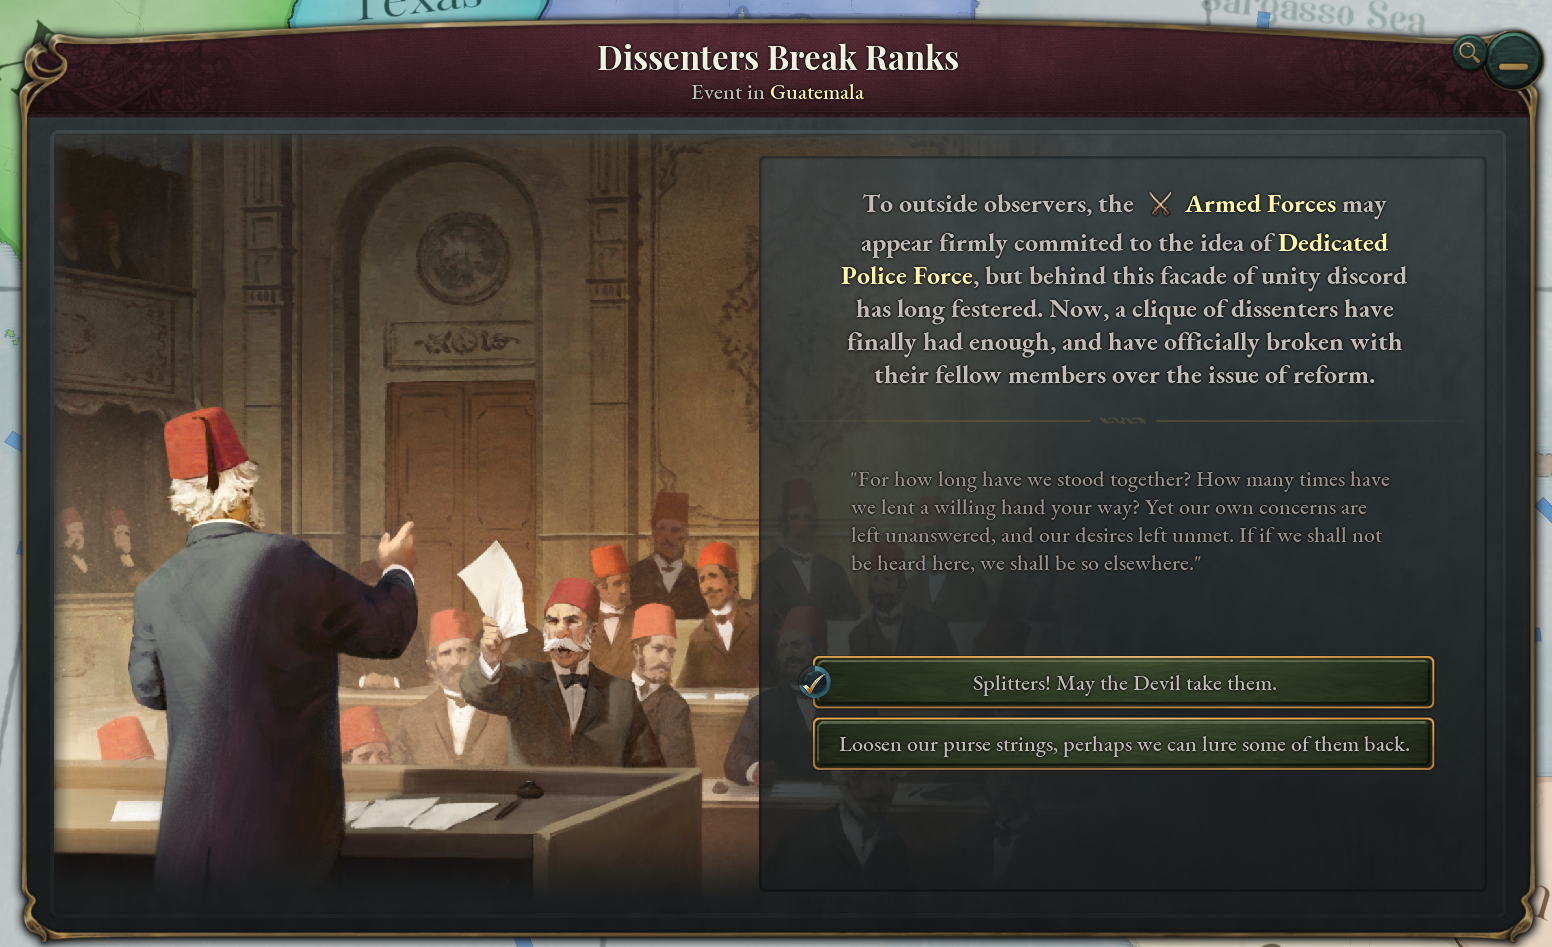 Texas
Sargasso Sea
Dissenters Break Ranks
Event in Guatemala
To outside observers, the Armed Forces may
appear firmly commited to the idea of Dedicated
Police Force, but behind this facade of unity discord
has long festered. Now, a clique of dissenters have
finally had enough, and have officially broken with
their fellow members over the issue of reform.
"For how long have we stood together? How many times have
we lent a willing hand your way? Yet our own concerns are
left unanswered, and our desires left unmet. If if we shall not
be heard here, we shall be so elsewhere."
Splitters! May the Devil take them.
Loosen our purse strings, perhaps we can lure some of them back.